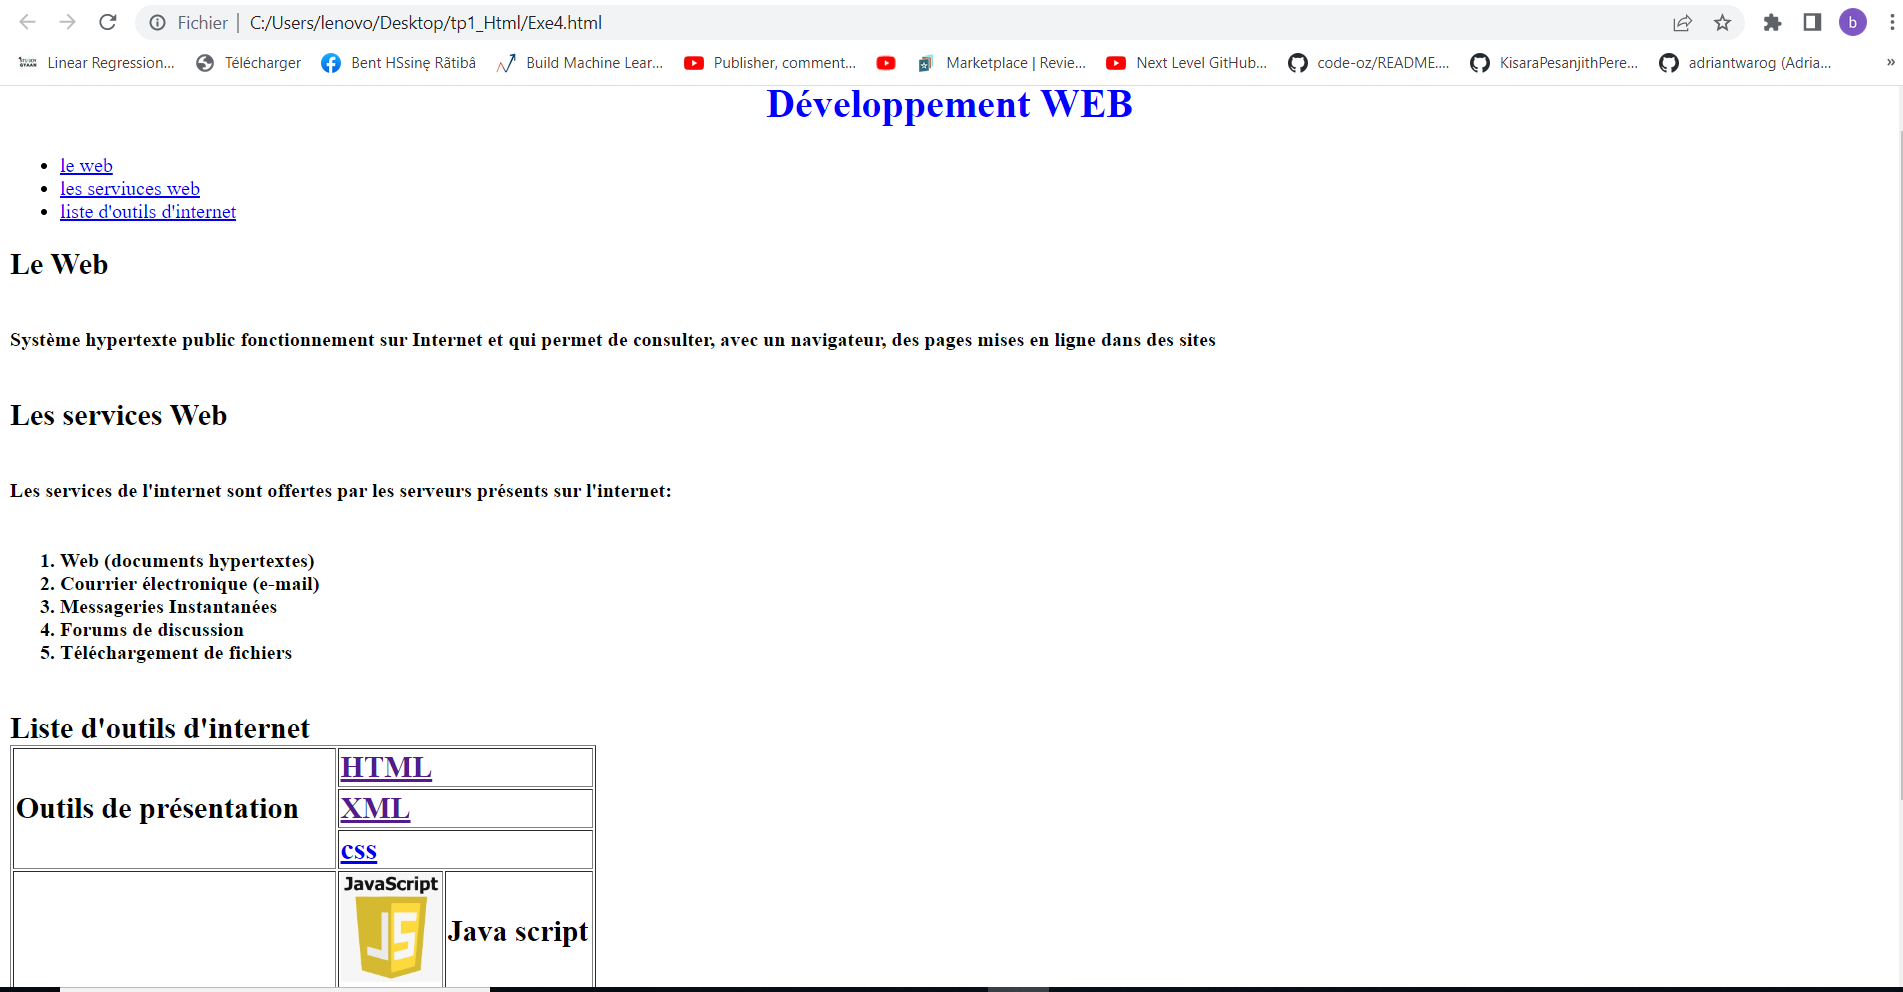 Fichier | C:/Users/lenovo/Desktop/tp1_Html/Exe4.html b
STUDY GYAAN Linear Regression... Télécharger Bent HSsinę Rãtibâ Build Machine Lear... Publisher, comment... Marketplace | Revie... Next Level GitHub... code-oz/README.... KisaraPesanjithPere... adriantwarog (Adria... »
Développement WEB
• le web
• les serviuces web
• liste d'outils d'internet
Le Web
Système hypertexte public fonctionnement sur Internet et qui permet de consulter, avec un navigateur, des pages mises en ligne dans des sites
Les services Web
Les services de l'internet sont offertes par les serveurs présents sur l'internet:
1. Web (documents hypertextes)
2. Courrier électronique (e-mail)
3. Messageries Instantanées
4. Forums de discussion
5. Téléchargement de fichiers
Liste d'outils d'internet
Outils de présentation
HTML
XML
css
JavaScript
JS
Java script